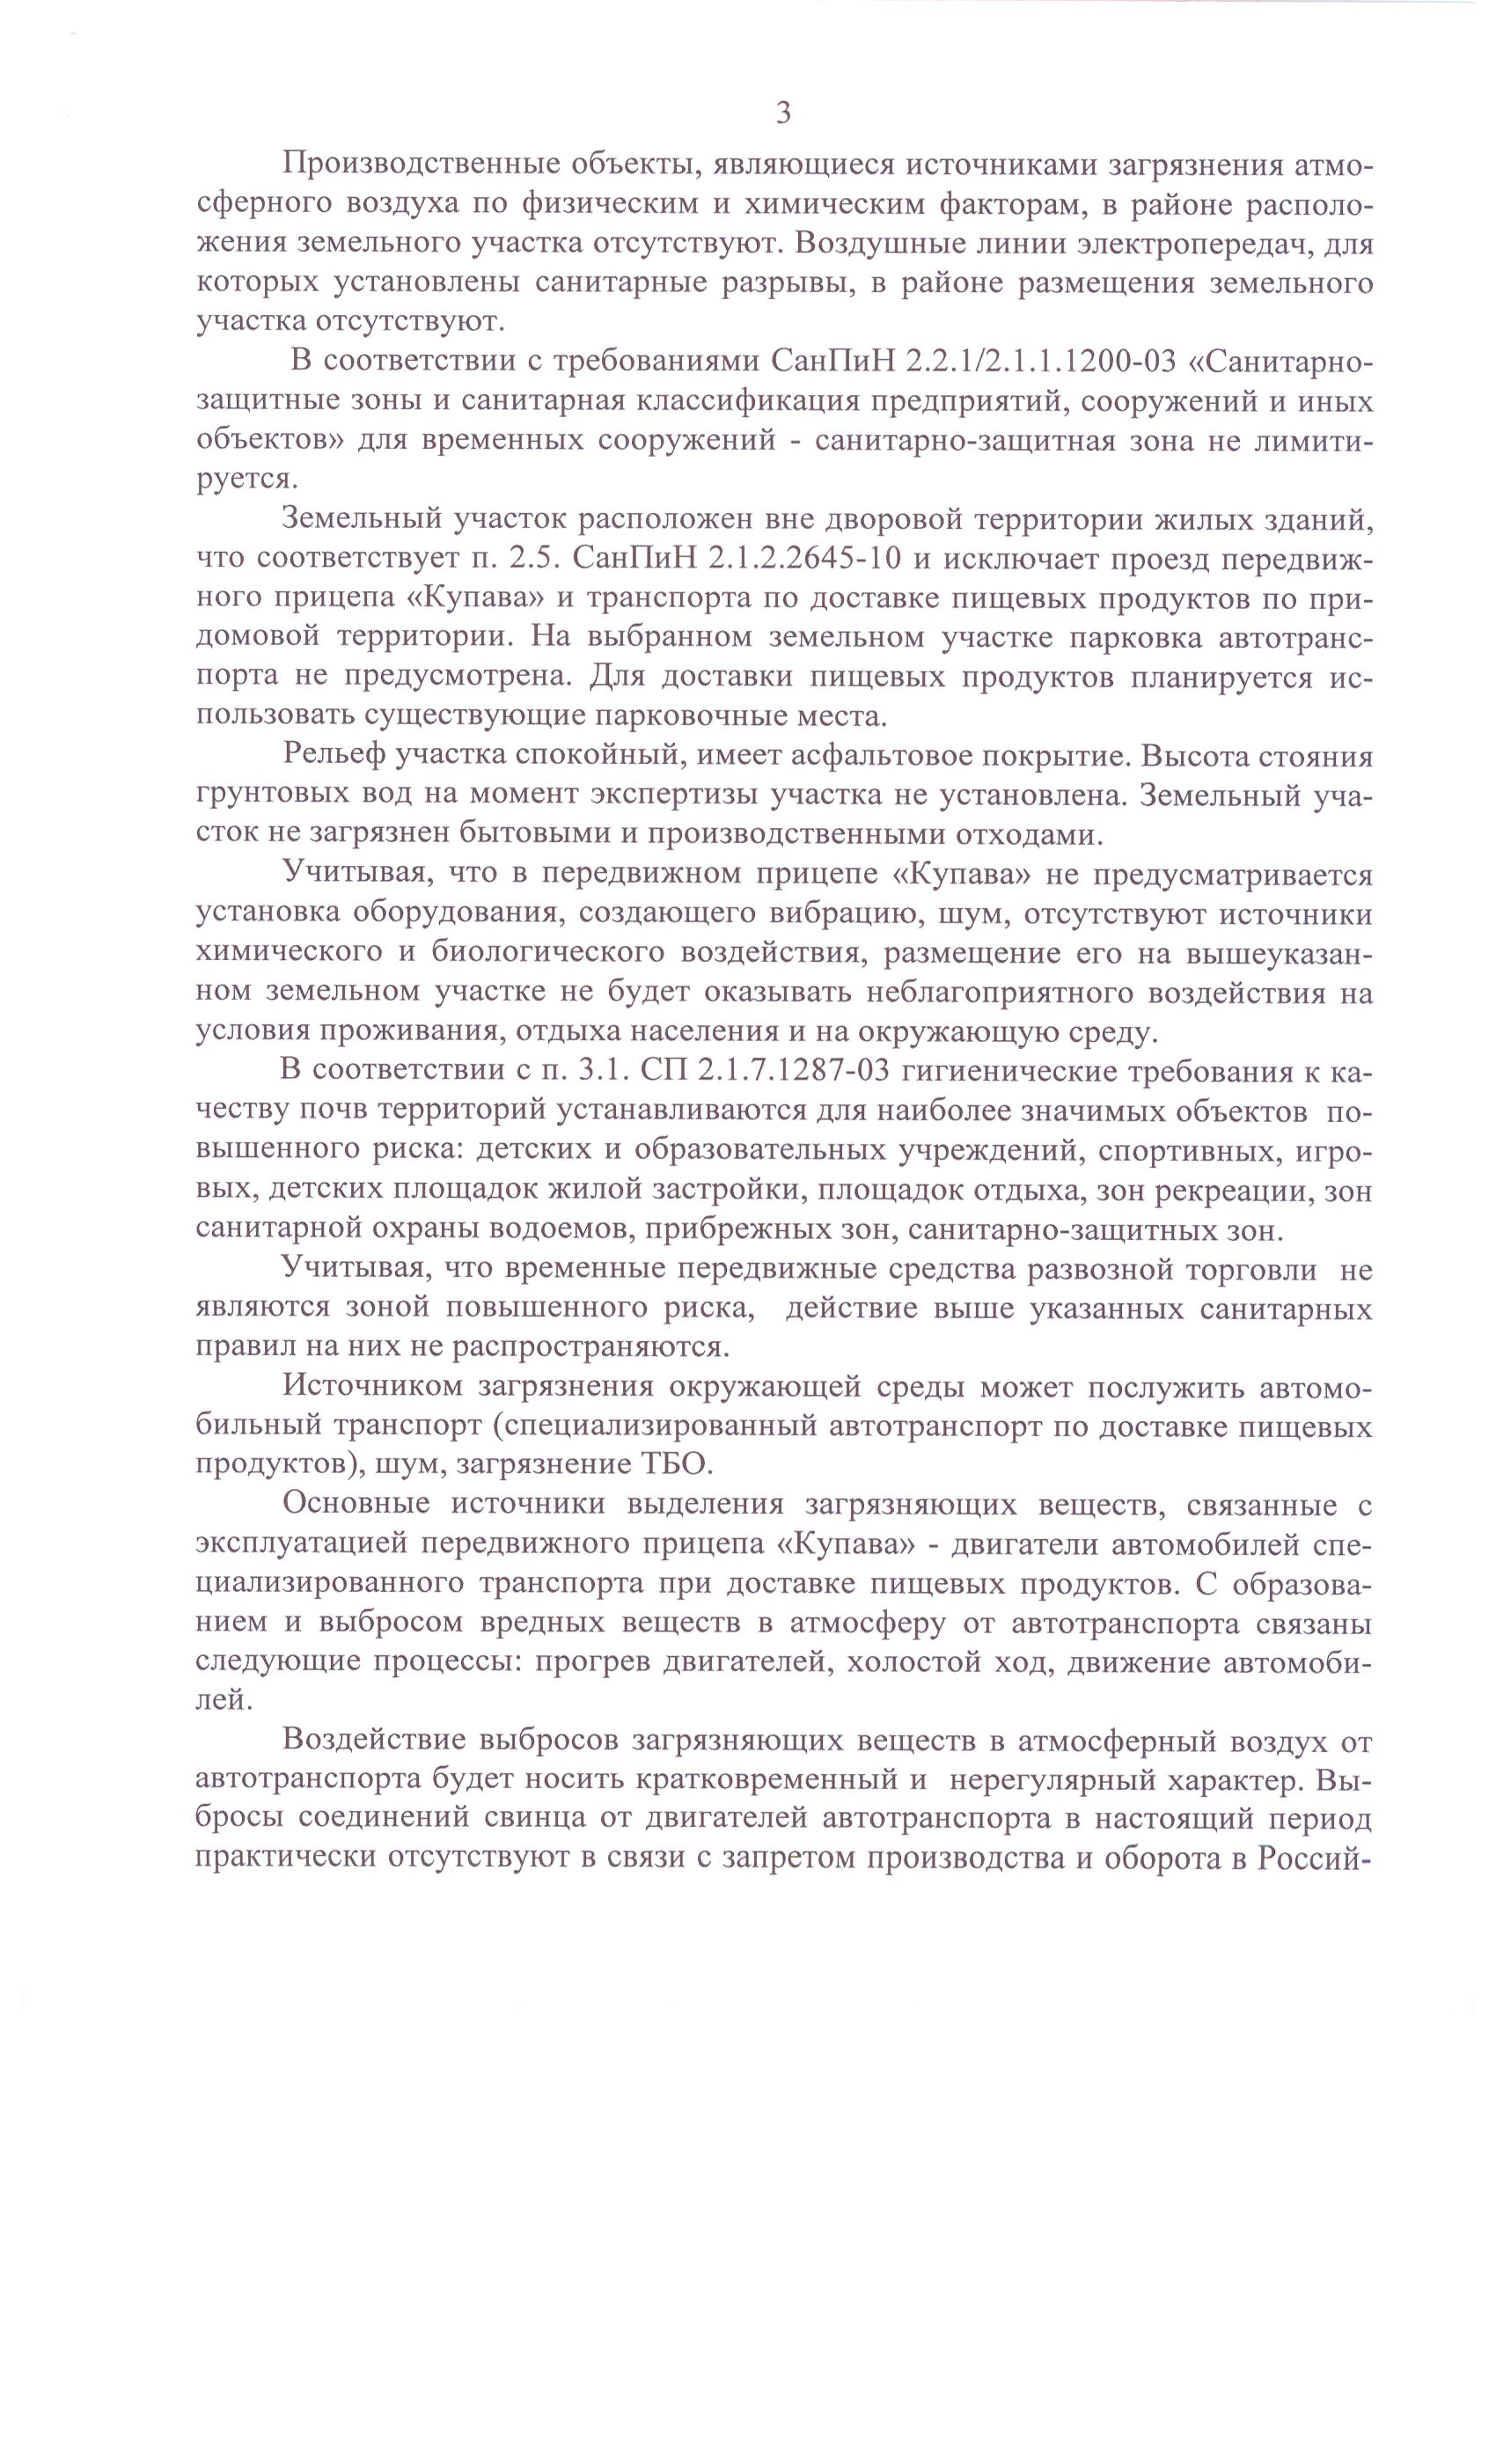 3
Производственные объекты, являющиеся источниками загрязнения атмо-
сферного воздуха по физическим и химическим факторам, в районе располо-
жения земельного участка отсутствуют. Воздушные линии электропередач, для
которых установлены санитарные разрывы, в районе размещения земельного
участка отсутствуют.
В соответствии с требованиями СанПиН 2.2.1/2.1.1.1200-03 «Санитарно-
защитные зоны и санитарная классификация предприятий, сооружений и иных
объектов» для временных сооружений - санитарно-защитная зона не лимити-
руется.
Земельный участок расположен вне дворовой территории жилых зданий,
что соответствует п. 2.5. СанПиН 2.1.2.2645-10 и исключает проезд передвиж-
ного прицепа «Купава» и транспорта по доставке пищевых продуктов по при-
домовой территории. На выбранном земельном участке парковка автотранс-
порта не предусмотрена. Для доставки пищевых продуктов планируется ис-
пользовать существующие парковочные места.
Рельеф участка спокойный, имеет асфальтовое покрытие. Высота стояния
грунтовых вод на момент экспертизы участка не установлена. Земельный уча-
сток не загрязнен бытовыми и производственными отходами.
Учитывая, что в передвижном прицепе «Купава» не предусматривается
установка оборудования, создающего вибрацию, шум, отсутствуют источники
химического и биологического воздействия, размещение его на вышеуказан-
ном земельном участке не будет оказывать неблагоприятного воздействия на
условия проживания, отдыха населения и на окружающую среду.
В соответствии с п. 3.1. СП 2.1.7.1287-03 гигиенические требования к ка-
честву почв территорий устанавливаются для наиболее значимых объектов по-
вышенного риска: детских и образовательных учреждений, спортивных, игро-
вых, детских площадок жилой застройки, площадок отдыха, зон рекреации, зон
санитарной охраны водоемов, прибрежных зон, санитарно-защитных зон.
Учитывая, что временные передвижные средства развозной торговли не
являются зоной повышенного риска, действие выше указанных санитарных
правил на них не распространяются.
Источником загрязнения окружающей среды может послужить автомо-
бильный транспорт (специализированный автотранспорт по доставке пищевых
продуктов), шум, загрязнение ТБО.
Основные источники выделения загрязняющих веществ, связанные с
эксплуатацией передвижного прицепа «Купава» - двигатели автомобилей спе-
циализированного транспорта при доставке пищевых продуктов. С образова-
нием и выбросом вредных веществ в атмосферу от автотранспорта связаны
следующие процессы: прогрев двигателей, холостой ход, движение автомоби-
лей.
Воздействие выбросов загрязняющих веществ в атмосферный воздух от
автотранспорта будет носить кратковременный и нерегулярный характер. Вы-
бросы соединений свинца от двигателей автотранспорта в настоящий период
практически отсутствуют в связи с запретом производства и оборота в Россий-